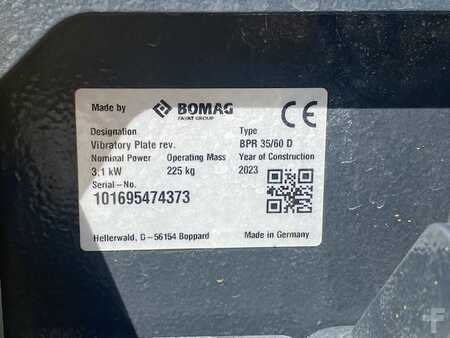 Made by BOMAG CE
FAYAT GROUP
Designation Type
Vibratory Plate rev. BPR 35/60 D
Nominal Power Operating Mass Year of Construction
3,1 kW 225 kg 2023
Serial-No.
101695474373
Hellerwald, D-56154 Boppard Made in Germany